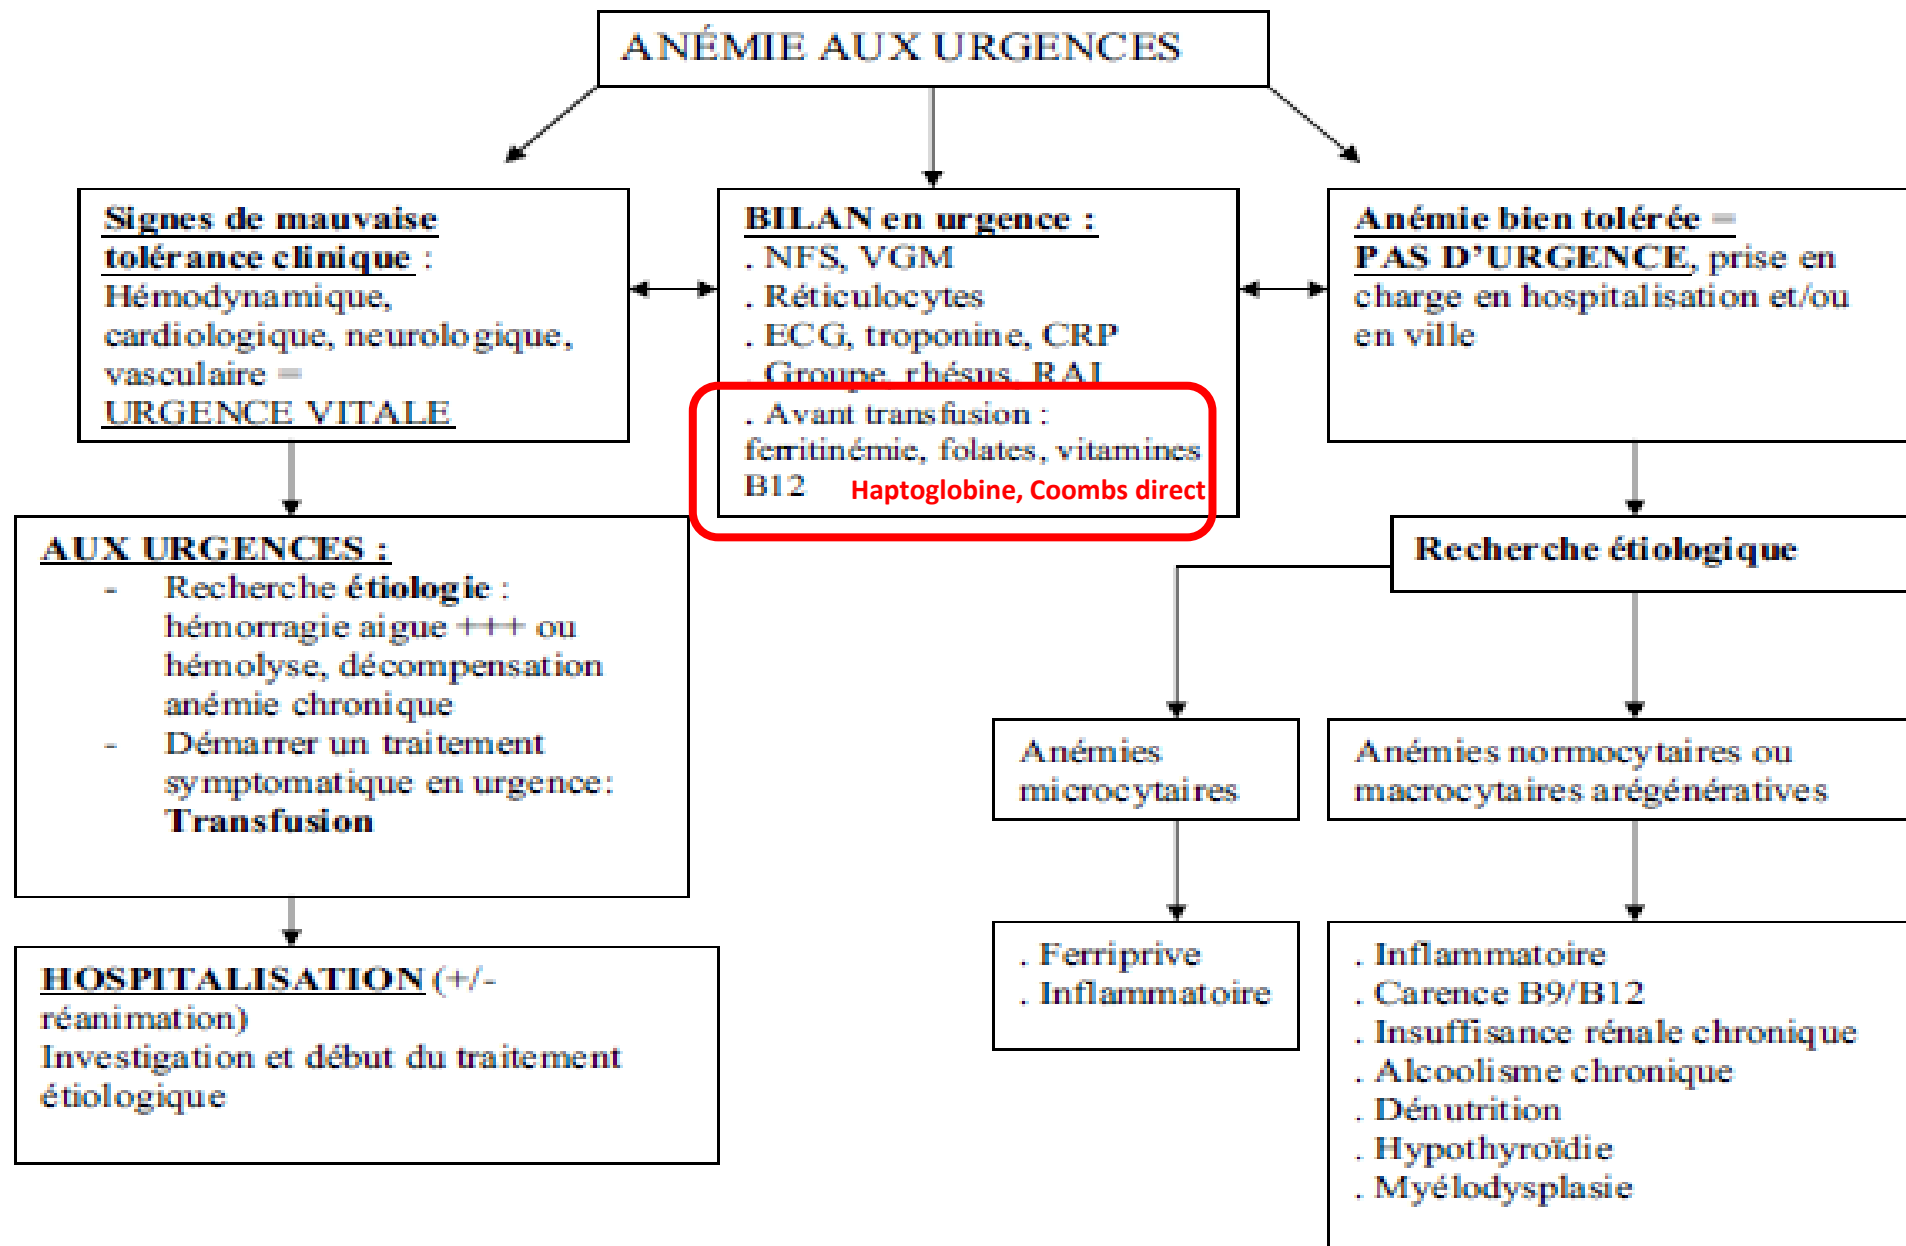 ANÉMIE AUX URGENCES
Signes de mauvaise
tolérance clinique :
Hémodynamique,
cardiologique, neurologique,
vasculaire =
URGENCE VITALE
BILAN en urgence :
. NFS, VGM
. Réticulocytes
. ECG, troponine, CRP
. Groupe, rhésus, RAI
. Avant transfusion :
ferritinémie, folates, vitamines
B12 Haptoglobine, Coombs direct
Anémie bien tolérée =
PAS D’URGENCE, prise en
charge en hospitalisation et/ou
en ville
AUX URGENCES :
- Recherche étiologie :
hémorragie aigue +++ ou
hémolyse, décompensation
anémie chronique
- Démarrer un traitement
symptomatique en urgence:
Transfusion
HOSPITALISATION (+/-
réanimation)
Investigation et début du traitement
étiologique
Recherche étiologique
Anémies
microcytaires
Anémies normocytaires ou
macrocytaires arégénératives
. Ferriprive
. Inflammatoire
. Inflammatoire
. Carence B9/B12
. Insuffisance rénale chronique
. Alcoolisme chronique
. Dénutrition
. Hypothyroïdie
. Myélodysplasie